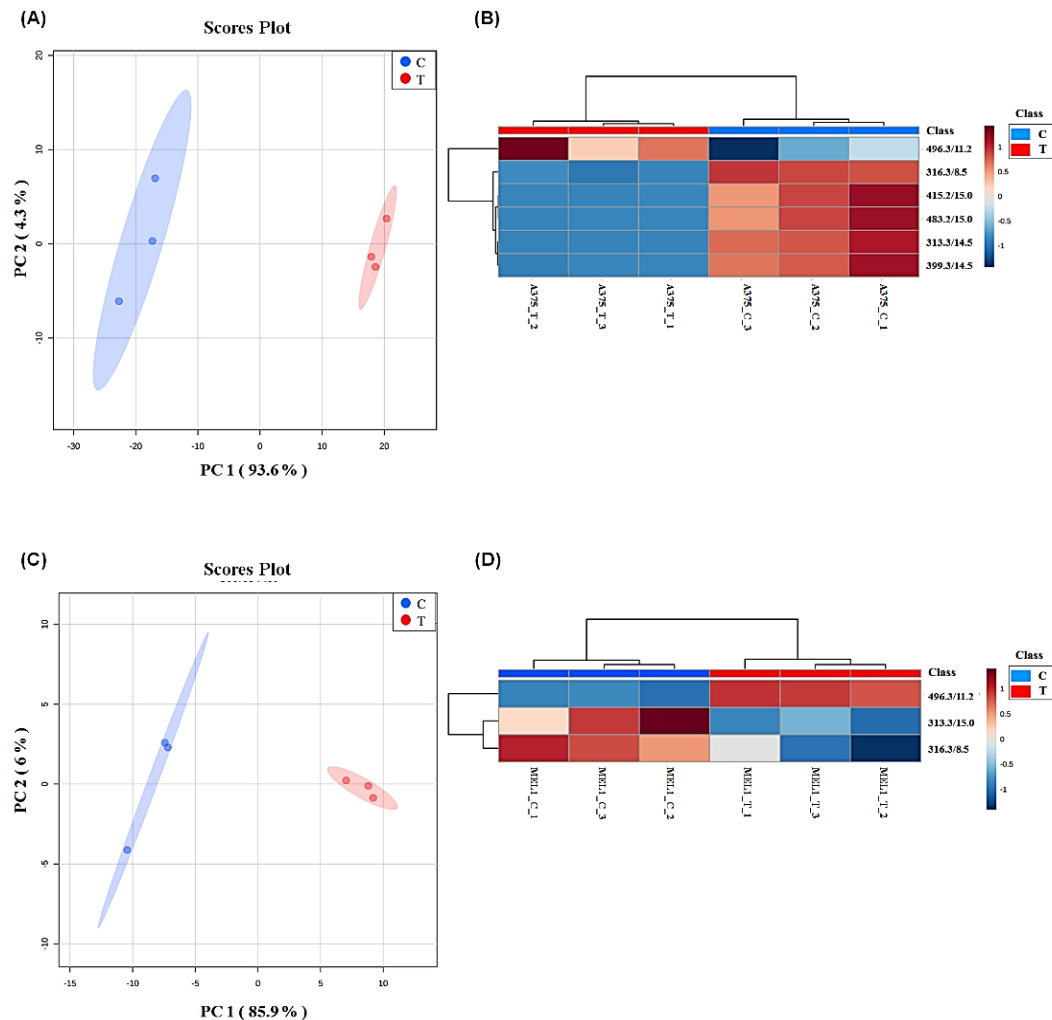 (A)
Scores Plot
C
T
20
10
0
-10
PC 2 ( 4.3 %)
-30
-20
-10
0
10
20
PC 1 ( 93.6 % )
(B)
Class
496.3/11.2
316.3/8.5
415.2/15.0
483.2/15.0
313.3/14.5
399.3/14.5
A375_T_2
A375_T_3
A375_T_1
A375_C_3
A375_C_2
A375_C_1
1
0.5
0
-0.5
-1
Class
C
T
(C)
Scores Plot
C
T
10
5
0
-5
-10
PC 2 ( 6 %)
-15
-10
-5
0
5
10
PC 1 ( 85.9 % )
(D)
Class
496.3/11.2
313.3/15.0
316.3/8.5
MEL1_C_1
MEL1_C_3
MEL1_C_2
MEL1_T_1
MEL1_T_3
MEL1_T_2
1
0.5
0
-0.5
-1
Class
C
T